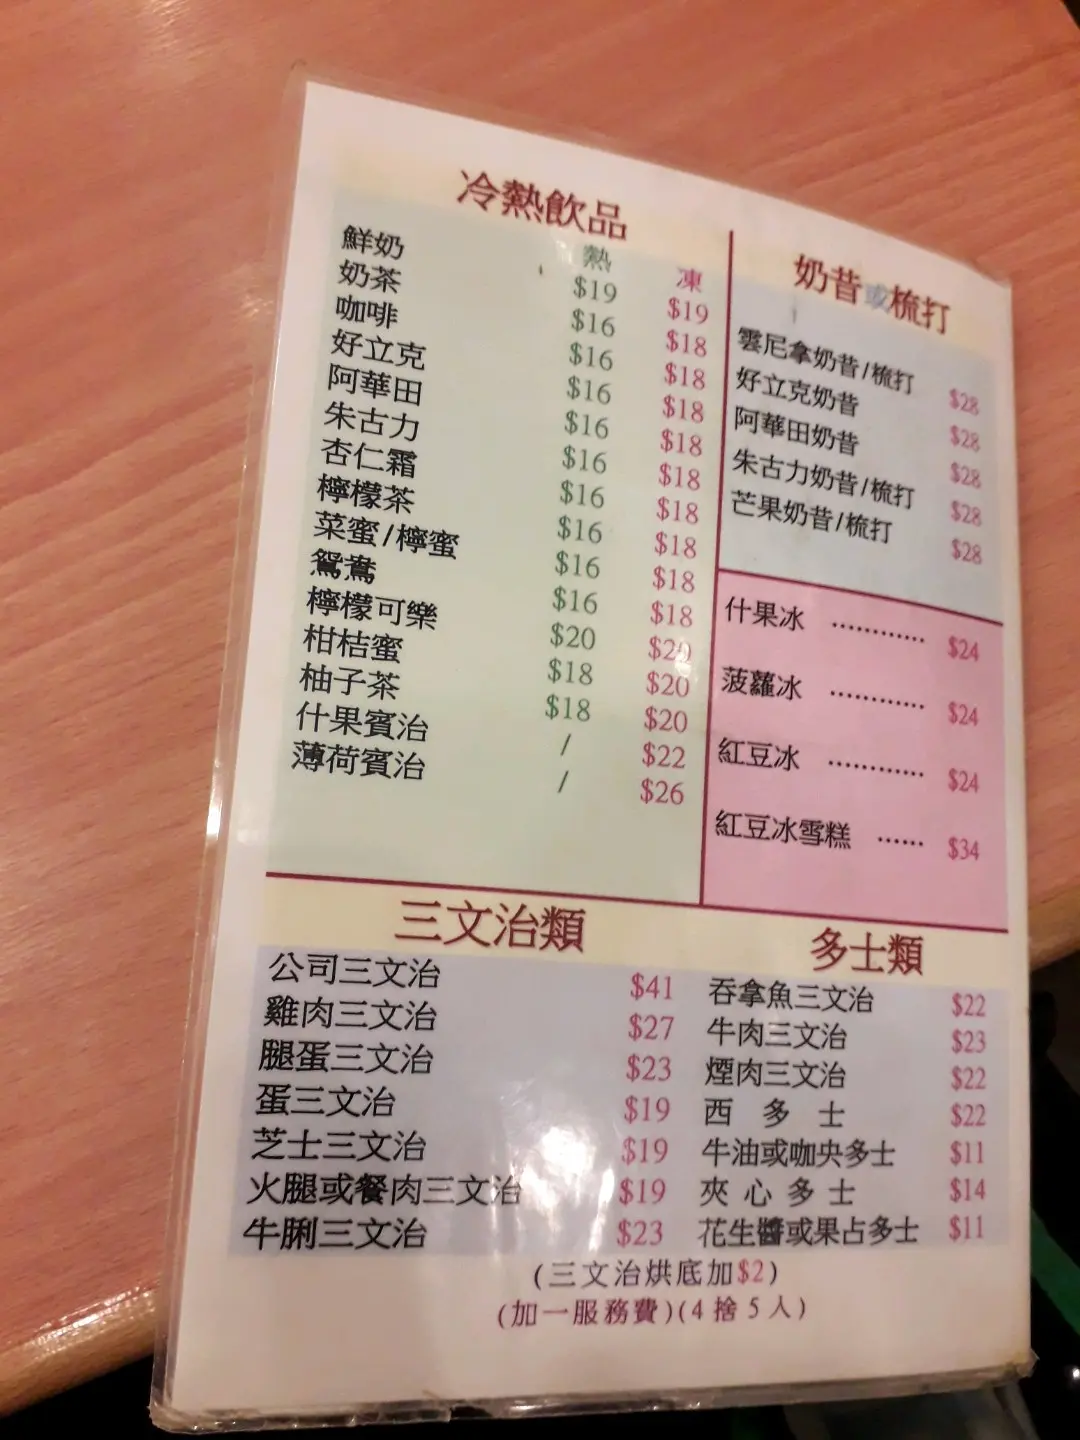 冷熱飲品
熱 凍
鮮奶 $19 $19
奶茶 $16 $18
咖啡 $16 $18
好立克 $16 $18
阿華田 $16 $18
朱古力 $16 $18
杏仁霜 $16 $18
檸檬茶 $16 $18
菜蜜/檸蜜 $16 $18
鴛鴦 $16 $18
檸檬可樂 $20 $20
柑桔蜜 $18 $20
柚子茶 $18 $20
什果賓治 / $22
薄荷賓治 / $26
奶昔或梳打
雲尼拿奶昔/梳打 $28
好立克奶昔 $28
阿華田奶昔 $28
朱古力奶昔/梳打 $28
芒果奶昔/梳打 $28
什果冰 ............ $24
菠蘿冰 ............ $24
紅豆冰 ............ $24
紅豆冰雪糕 ...... $34
三文治類
公司三文治 $41
雞肉三文治 $27
腿蛋三文治 $23
蛋三文治 $19
芝士三文治 $19
火腿或餐肉三文治 $19
牛脷三文治 $23
多士類
吞拿魚三文治 $22
牛肉三文治 $23
煙肉三文治 $22
西 多 士 $22
牛油或咖央多士 $11
夾 心 多 士 $14
花生醬或果占多士 $11
(三文治烘底加$2)
(加一服務費)(4 捨 5 人)